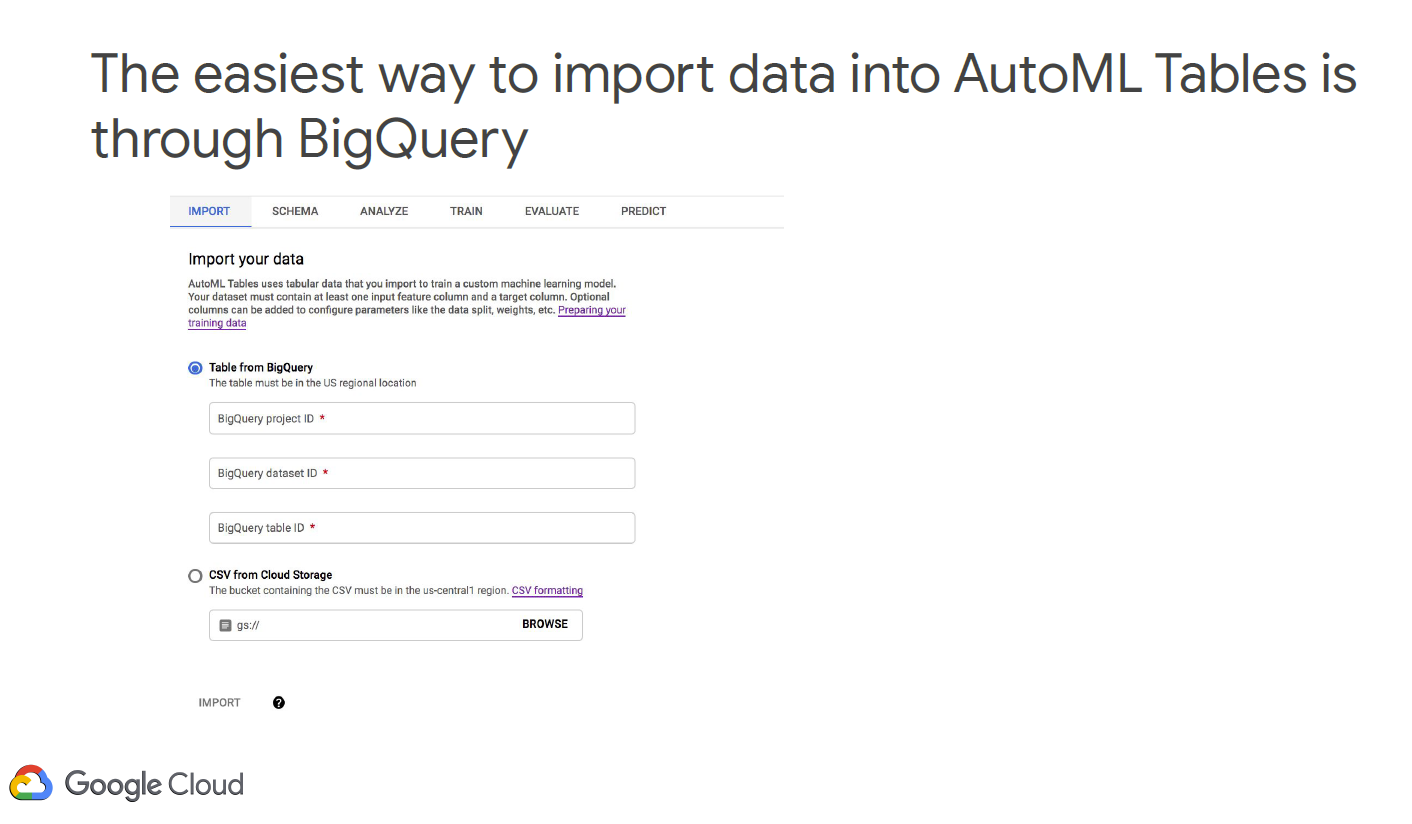 The easiest way to import data into AutoML Tables is
through BigQuery
IMPORT SCHEMA ANALYZE TRAIN EVALUATE PREDICT
Import your data
AutoML Tables uses tabular data that you import to train a custom machine learning model.
Your dataset must contain at least one input feature column and a target column. Optional
columns can be added to configure parameters like the data split, weights, etc. Preparing your
training data
Table from BigQuery
The table must be in the US regional location
BigQuery project ID *
BigQuery dataset ID *
BigQuery table ID *
CSV from Cloud Storage
The bucket containing the CSV must be in the us-central1 region. CSV formatting
gs:// BROWSE
IMPORT ?
Google Cloud